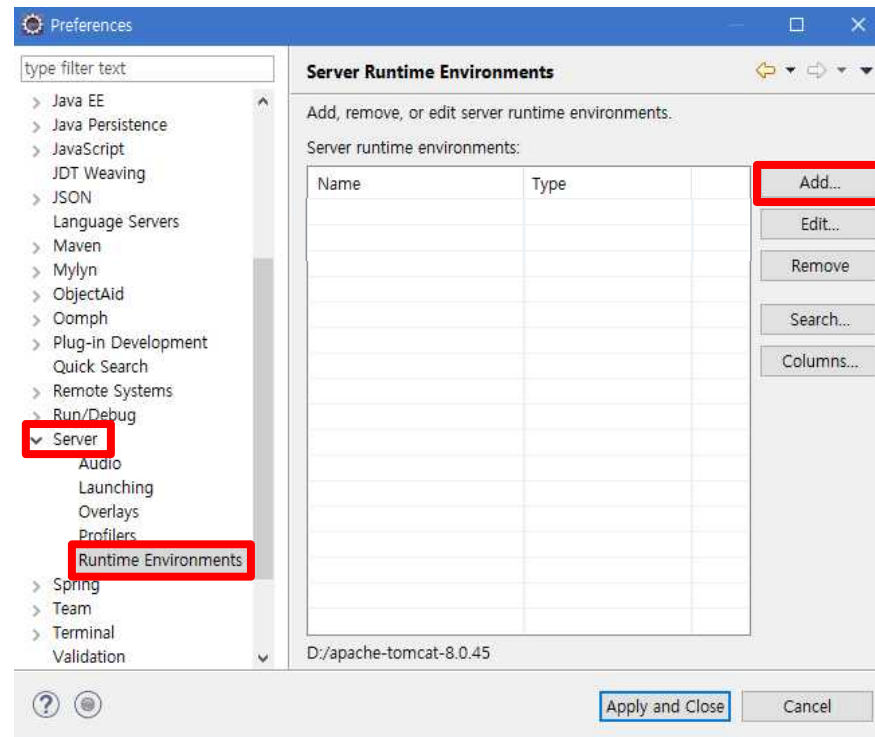 Preferences
type filter text
Java EE
Java Persistence
JavaScript
JDT Weaving
JSON
Language Servers
Maven
Mylyn
ObjectAid
Oomph
Plug-in Development
Quick Search
Remote Systems
Run/Debug
Server
Audio
Launching
Overlays
Profilers
Runtime Environments
Spring
Team
Terminal
Validation
Server Runtime Environments
Add, remove, or edit server runtime environments.
Server runtime environments:
Name Type
Add...
Edit...
Remove
Search...
Columns...
D:/apache-tomcat-8.0.45
Apply and Close Cancel